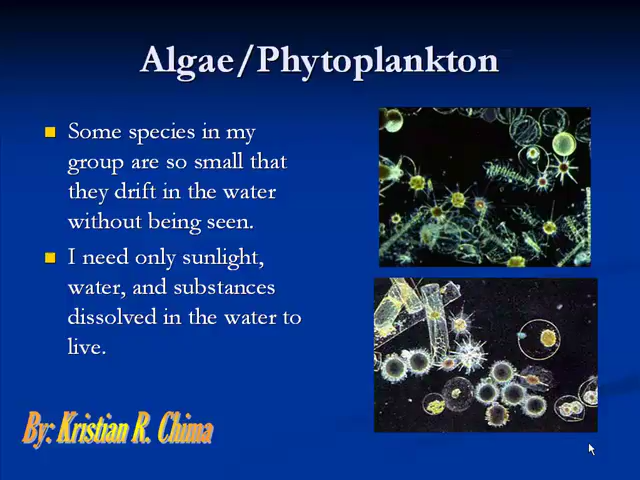 Algae/Phytoplankton
Some species in my
group are so small that
they drift in the water
without being seen.
I need only sunlight,
water, and substances
dissolved in the water to
live.
By: Kristian R. Chima